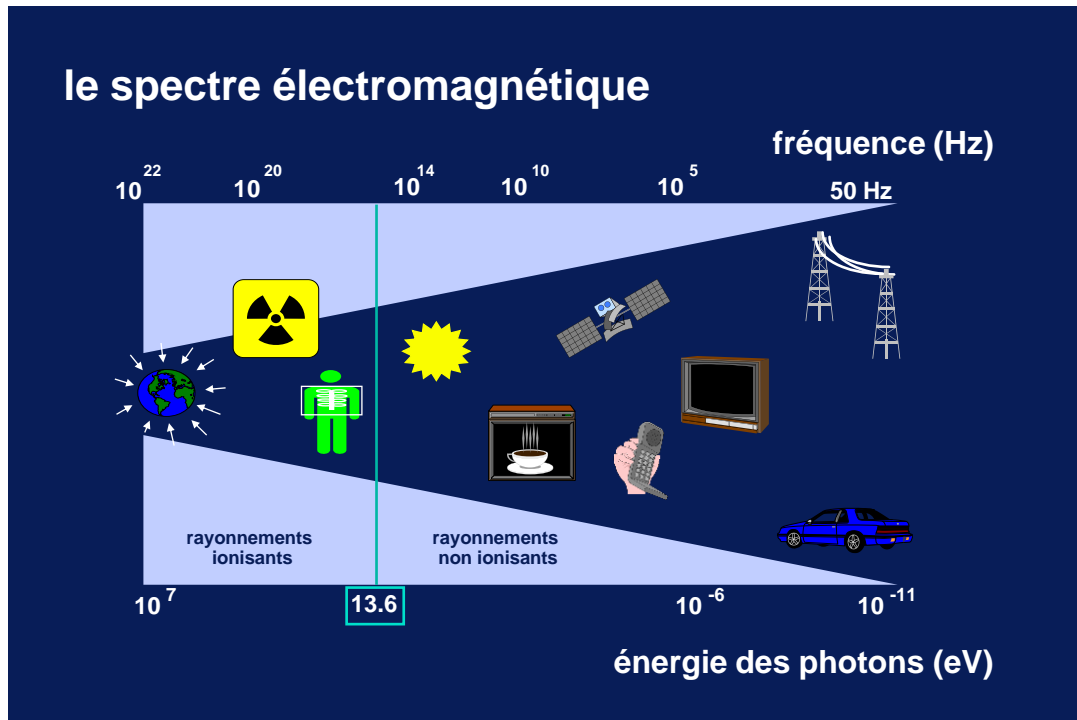 le spectre électromagnétique
fréquence (Hz)
10^22 10^20 10^14 10^10 10^5 50 Hz
rayonnements
ionisants
rayonnements
non ionisants
10^7 13.6 10^-6 10^-11
énergie des photons (eV)